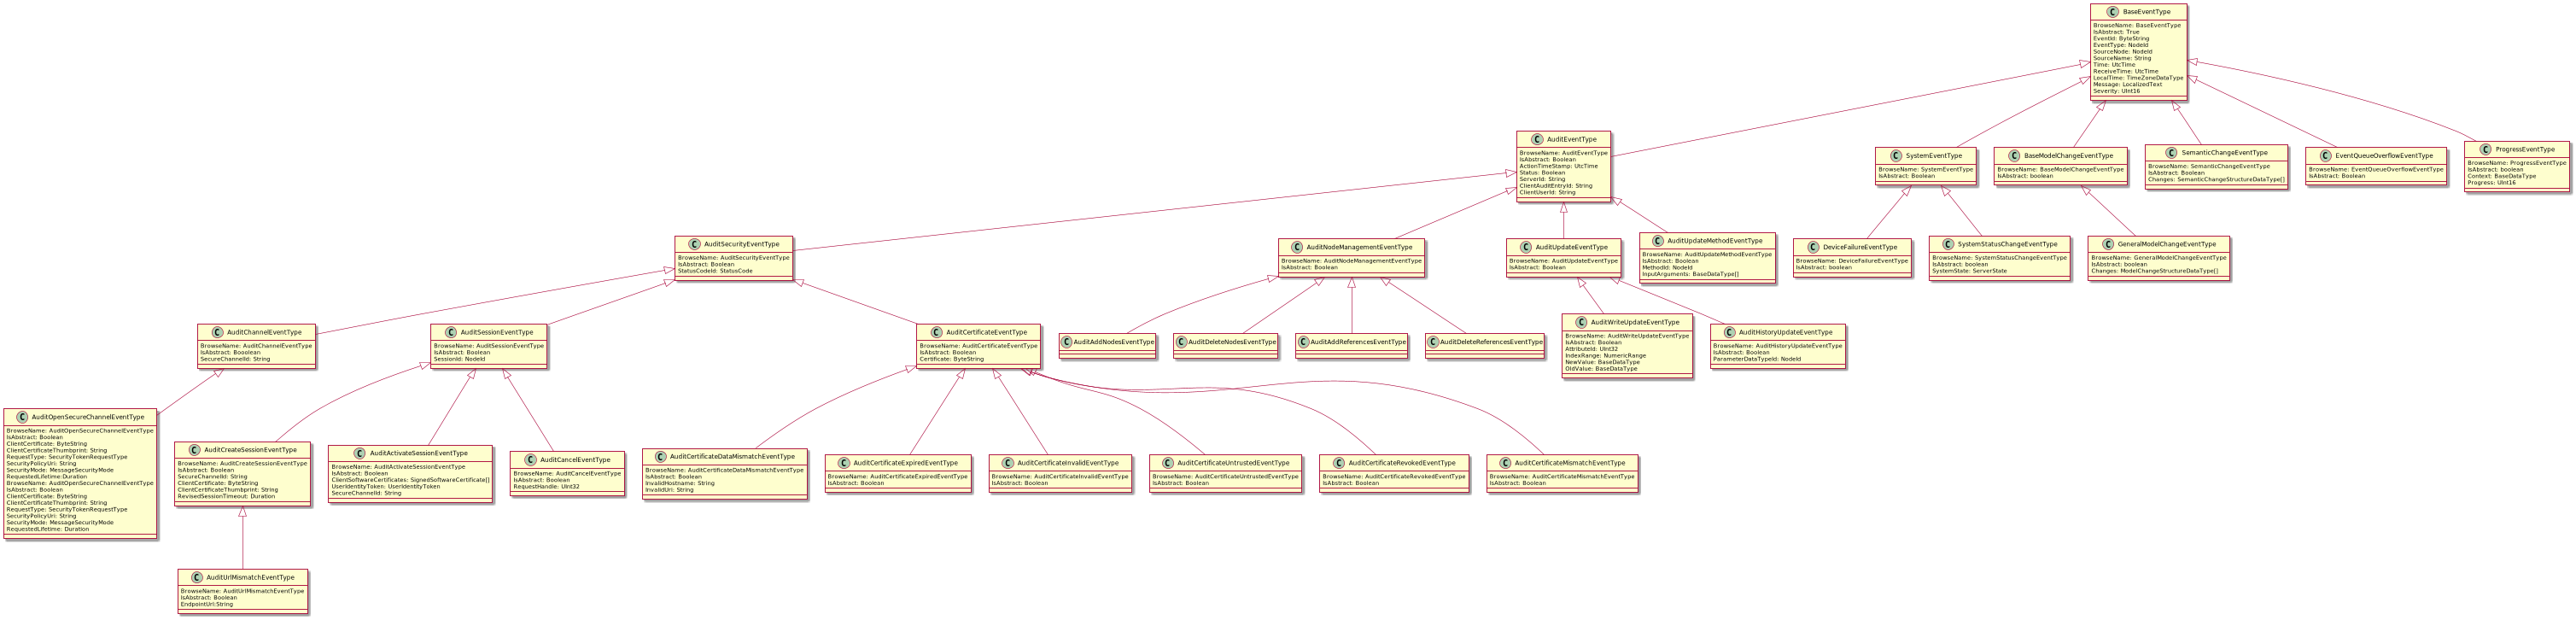 BaseEventType
BrowseName: BaseEventType
IsAbstract: True
EventId: ByteString
EventType: NodeId
SourceNode: NodeId
SourceName: String
Time: UtcTime
ReceiveTime: UtcTime
LocalTime: TimeZoneDataType
Message: LocalizedText
Severity: UInt16
AuditEventType
BrowseName: AuditEventType
IsAbstract: Boolean
ActionTimeStamp: UtcTime
Status: Boolean
ServerId: String
ClientAuditEntryId: String
ClientUserId: String
SystemEventType
BrowseName: SystemEventType
IsAbstract: Boolean
BaseModelChangeEventType
BrowseName: BaseModelChangeEventType
IsAbstract: boolean
SemanticChangeEventType
BrowseName: SemanticChangeEventType
IsAbstract: Boolean
Changes: SemanticChangeStructureDataType[]
EventQueueOverflowEventType
BrowseName: EventQueueOverflowEventType
IsAbstract: Boolean
ProgressEventType
BrowseName: ProgressEventType
IsAbstract: boolean
Context: BaseDataType
Progress: UInt16
AuditSecurityEventType
BrowseName: AuditSecurityEventType
IsAbstract: Boolean
StatusCodeId: StatusCode
AuditNodeManagementEventType
BrowseName: AuditNodeManagementEventType
IsAbstract: Boolean
AuditUpdateEventType
BrowseName: AuditUpdateEventType
IsAbstract: Boolean
AuditUpdateMethodEventType
BrowseName: AuditUpdateMethodEventType
IsAbstract: Boolean
MethodId: NodeId
InputArguments: BaseDataType[]
DeviceFailureEventType
BrowseName: DeviceFailureEventType
IsAbstract: boolean
SystemStatusChangeEventType
BrowseName: SystemStatusChangeEventType
IsAbstract: boolean
SystemState: ServerState
GeneralModelChangeEventType
BrowseName: GeneralModelChangeEventType
IsAbstract: boolean
Changes: ModelChangeStructureDataType[]
AuditChannelEventType
BrowseName: AuditChannelEventType
IsAbstract: Booolean
SecureChannelId: String
AuditSessionEventType
BrowseName: AuditSessionEventType
IsAbstract: Boolean
SessionId: NodeId
AuditCertificateEventType
BrowseName: AuditCertificateEventType
IsAbstract: Boolean
Certificate: ByteString
AuditAddNodesEventType
AuditDeleteNodesEventType
AuditAddReferencesEventType
AuditDeleteReferencesEventType
AuditWriteUpdateEventType
BrowseName: AuditWriteUpdateEventType
IsAbstract: Boolean
AttributeId: UInt32
IndexRange: NumericRange
NewValue: BaseDataType
OldValue: BaseDataType
AuditHistoryUpdateEventType
BrowseName: AuditHistoryUpdateEventType
IsAbstract: Boolean
ParameterDataTypeId: NodeId
AuditOpenSecureChannelEventType
BrowseName: AuditOpenSecureChannelEventType
IsAbstract: Boolean
ClientCertificate: ByteString
ClientCertificateThumbprint: String
RequestType: SecurityTokenRequestType
SecurityPolicyUri: String
SecurityMode: MessageSecurityMode
RequestedLifetime:Duration
BrowseName: AuditOpenSecureChannelEventType
IsAbstract: Boolean
ClientCertificate: ByteString
ClientCertificateThumbprint: String
RequestType: SecurityTokenRequestType
SecurityPolicyUri: String
SecurityMode: MessageSecurityMode
RequestedLifetime: Duration
AuditCreateSessionEventType
BrowseName: AuditCreateSessionEventType
IsAbstract: Boolean
SecureChannelId: String
ClientCertificate: ByteString
ClientCertificateThumbprint: String
RevisedSessionTimeout: Duration
AuditActivateSessionEventType
BrowseName: AuditActivateSessionEventType
IsAbstract: Boolean
ClientSoftwareCertificates: SignedSoftwareCertificate[]
UserIdentityToken: UserIdentityToken
SecureChannelId: String
AuditCancelEventType
BrowseName: AuditCancelEventType
IsAbstract: Boolean
RequestHandle: UInt32
AuditCertificateDataMismatchEventType
BrowseName: AuditCertificateDataMismatchEventType
IsAbstract: Boolean
InvalidHostname: String
InvalidUri: String
AuditCertificateExpiredEventType
BrowseName: AuditCertificateExpiredEventType
IsAbstract: Boolean
AuditCertificateInvalidEventType
BrowseName: AuditCertificateInvalidEventType
IsAbstract: Boolean
AuditCertificateUntrustedEventType
BrowseName: AuditCertificateUntrustedEventType
IsAbstract: Boolean
AuditCertificateRevokedEventType
BrowseName: AuditCertificateRevokedEventType
IsAbstract: Boolean
AuditCertificateMismatchEventType
BrowseName: AuditCertificateMismatchEventType
IsAbstract: Boolean
AuditUrlMismatchEventType
BrowseName: AuditUrlMismatchEventType
IsAbstract: Boolean
EndpointUrl:String